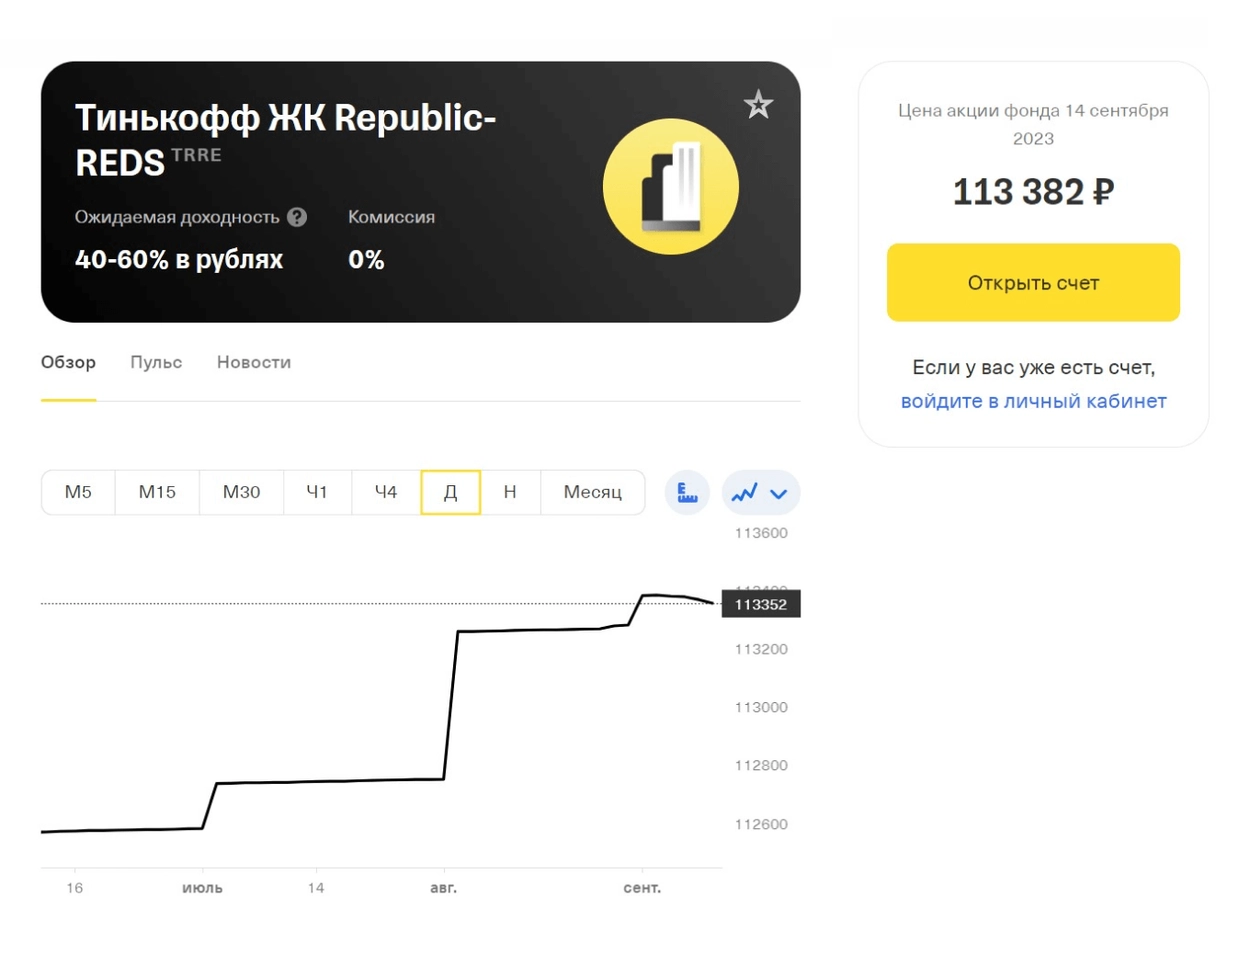 Тинькофф ЖК Republic-
REDS TRRE
Ожидаемая доходность ?
Комиссия
40-60% в рублях
0%
Цена акции фонда 14 сентября
2023
113 382 ₽
Открыть счет
Если у вас уже есть счет,
войдите в личный кабинет
Обзор Пульс Новости
М5 М15 М30 Ч1 Ч4 Д Н Месяц
113600
113400
113352
113200
113000
112800
112600
16 июль 14 авг. сент.